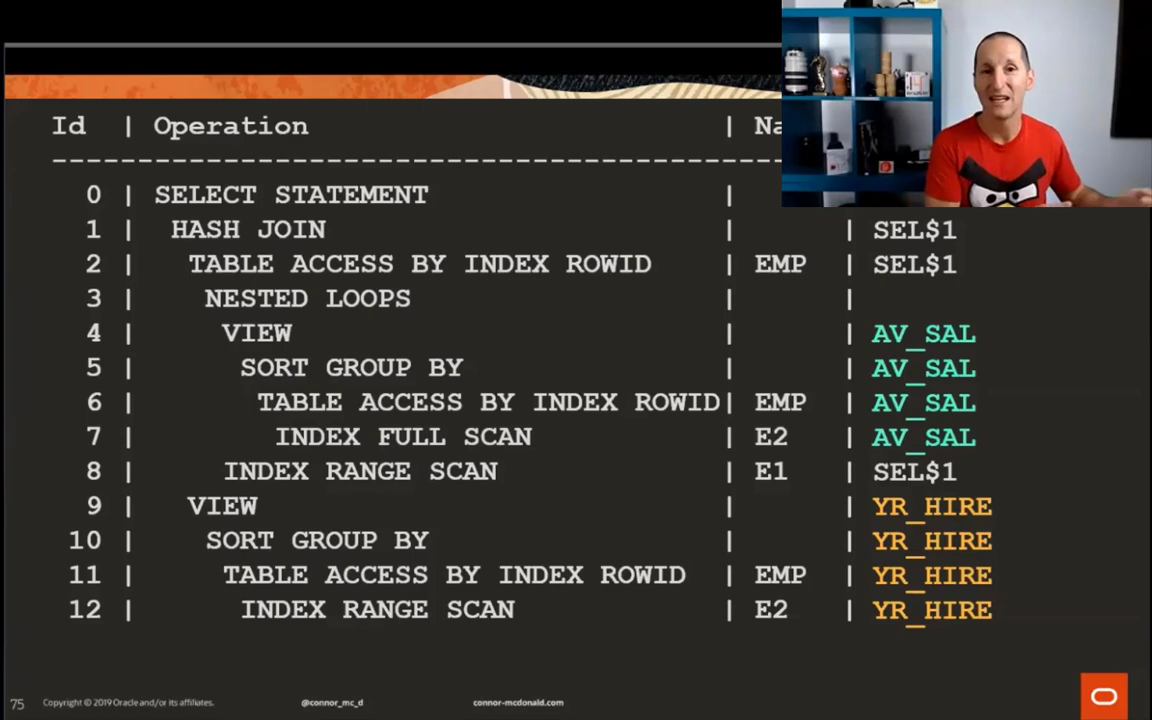 Id | Operation | Na
0 | SELECT STATEMENT |
1 | HASH JOIN | | SEL$1
2 | TABLE ACCESS BY INDEX ROWID | EMP | SEL$1
3 | NESTED LOOPS | |
4 | VIEW | | AV_SAL
5 | SORT GROUP BY | | AV_SAL
6 | TABLE ACCESS BY INDEX ROWID| EMP | AV_SAL
7 | INDEX FULL SCAN | E2 | AV_SAL
8 | INDEX RANGE SCAN | E1 | SEL$1
9 | VIEW | | YR_HIRE
10 | SORT GROUP BY | | YR_HIRE
11 | TABLE ACCESS BY INDEX ROWID | EMP | YR_HIRE
12 | INDEX RANGE SCAN | E2 | YR_HIRE
75 Copyright © 2019 Oracle and/or its affiliates. @connor_mc_d connor-mcdonald.com